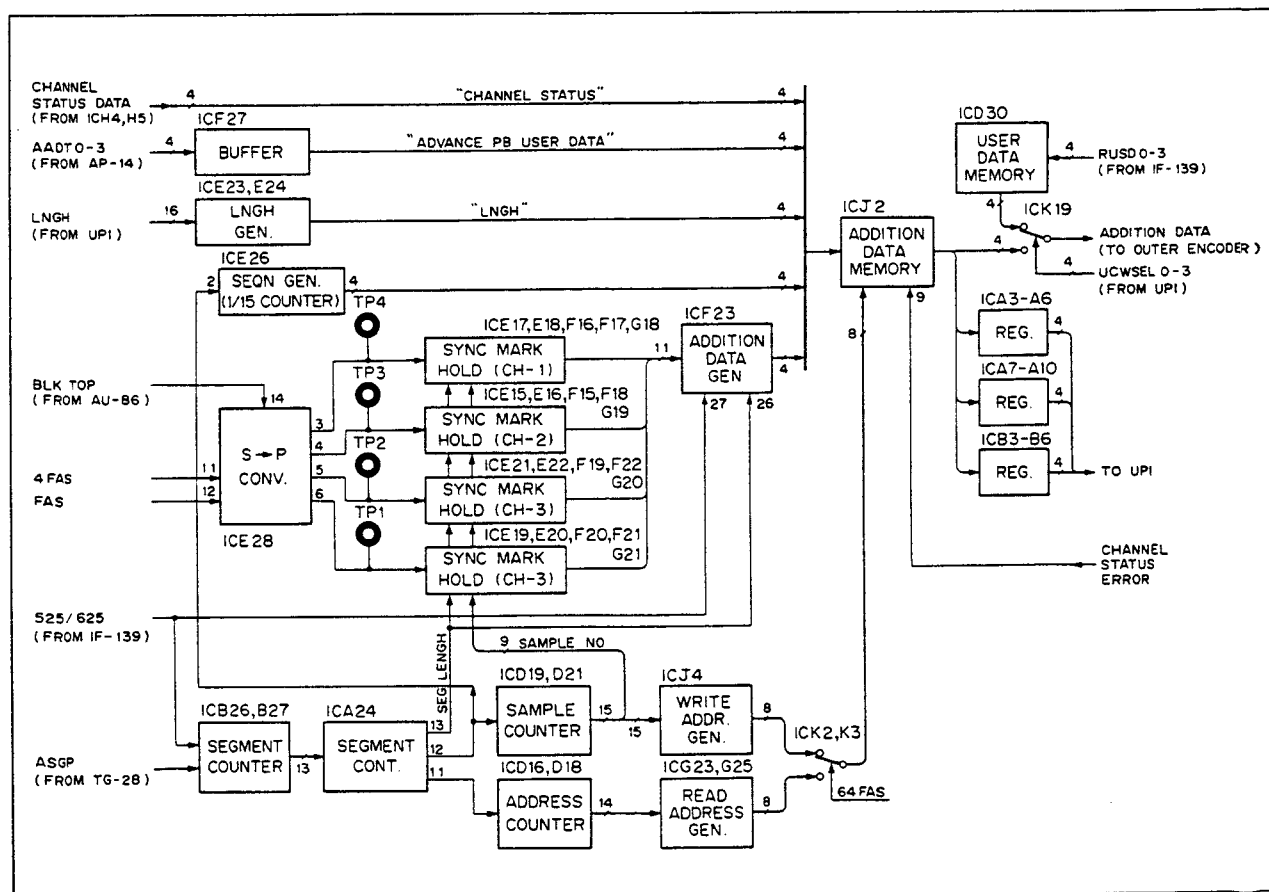 CHANNEL
STATUS DATA
(FROM ICH4,H5)
4
"CHANNEL STATUS"
4
ICF27
AADT 0-3
(FROM AP-14)
4
BUFFER
"ADVANCE PB USER DATA"
4
ICE23,E24
LNGH
(FROM UP1)
16
LNGH
GEN.
"LNGH"
4
ICE26
2
SEQN GEN.
(1/15 COUNTER)
4
4
TP4
ICE17,E18,F16,F17,G18
SYNC MARK
HOLD (CH-1)
11
ICF23
ADDITION
DATA
GEN
4
27
26
BLK TOP
(FROM AU-86)
14
TP3
ICE15,E16,F15,F18
G19
SYNC MARK
HOLD (CH-2)
3
4
5
6
S→P
CONV.
ICE28
4 FAS
11
FAS
12
TP2
ICE21,E22,F19,F22
G20
SYNC MARK
HOLD (CH-3)
TP1
ICE19,E20,F20,F21
G21
SYNC MARK
HOLD (CH-3)
525/625
(FROM IF-139)
SEG LENGH
9 SAMPLE NO
ICB26,B27
ASGP
(FROM TG-28)
SEGMENT
COUNTER
13
ICA24
SEGMENT
CONT.
13
12
11
ICD19,D21
SAMPLE
COUNTER
15
15
ICJ4
WRITE
ADDR.
GEN.
8
ICD16,D18
ADDRESS
COUNTER
14
ICG23,G25
READ
ADDRESS
GEN.
8
ICK2,K3
64 FAS
ICJ2
ADDITION
DATA
MEMORY
8
9
ICD30
USER
DATA
MEMORY
4
RUSD 0-3
(FROM IF-139)
4
ICK19
4
ADDITION DATA
(TO OUTER ENCODER)
4
UCWSEL 0-3
(FROM UP1)
ICA3-A6
REG.
4
ICA7-A10
REG.
4
ICB3-B6
REG.
4
TO UP1
CHANNEL
STATUS
ERROR